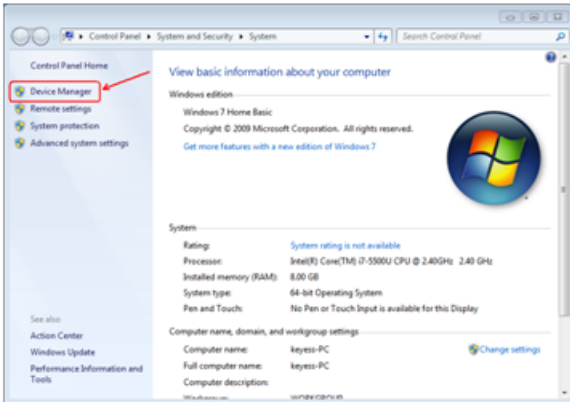 Control Panel ▸ System and Security ▸ System
Search Control Panel
Control Panel Home
Device Manager
Remote settings
System protection
Advanced system settings
See also
Action Center
Windows Update
Performance Information and
Tools
View basic information about your computer
Windows edition
Windows 7 Home Basic
Copyright © 2009 Microsoft Corporation. All rights reserved.
Get more features with a new edition of Windows 7
System
Rating: System rating is not available
Processor: Intel(R) Core(TM) i7-5500U CPU @ 2.40GHz 2.40 GHz
Installed memory (RAM): 8.00 GB
System type: 64-bit Operating System
Pen and Touch: No Pen or Touch Input is available for this Display
Computer name, domain, and workgroup settings
Computer name: keyess-PC Change settings
Full computer name: keyess-PC
Computer description:
WORKGROUP